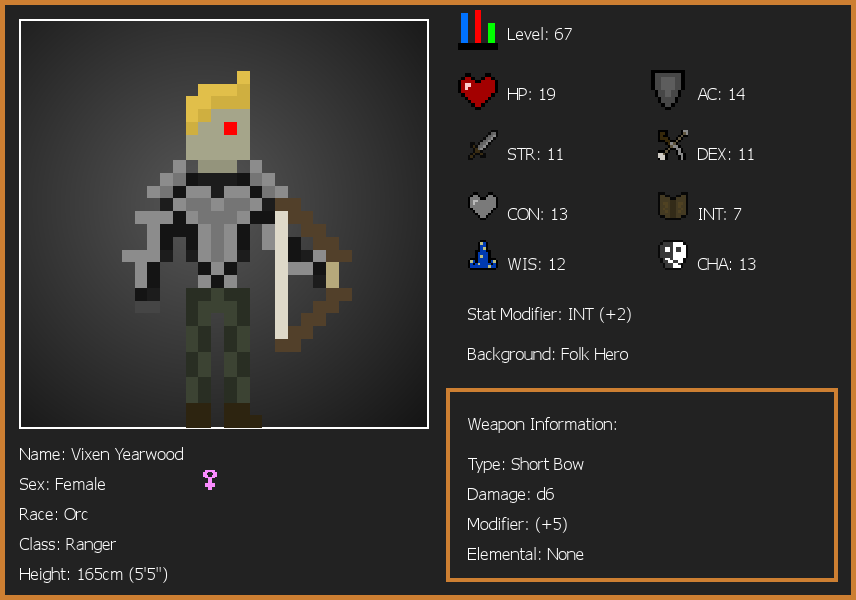 Level: 67
HP: 19
AC: 14
STR: 11
DEX: 11
CON: 13
INT: 7
WIS: 12
CHA: 13
Stat Modifier: INT (+2)
Background: Folk Hero
Weapon Information:
Type: Short Bow
Damage: d6
Modifier: (+5)
Elemental: None
Name: Vixen Yearwood
Sex: Female
Race: Orc
Class: Ranger
Height: 165cm (5'5")